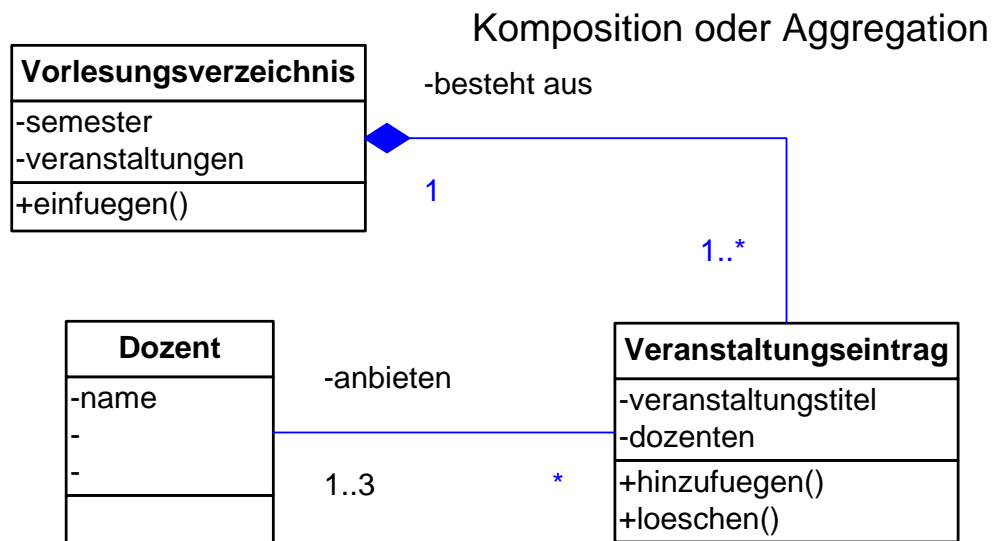 Komposition oder Aggregation
Vorlesungsverzeichnis
-semester
-veranstaltungen
+einfuegen()
-besteht aus
1
1..*
Dozent
-name
-
-
-anbieten
1..3
*
Veranstaltungseintrag
-veranstaltungstitel
-dozenten
+hinzufuegen()
+loeschen()